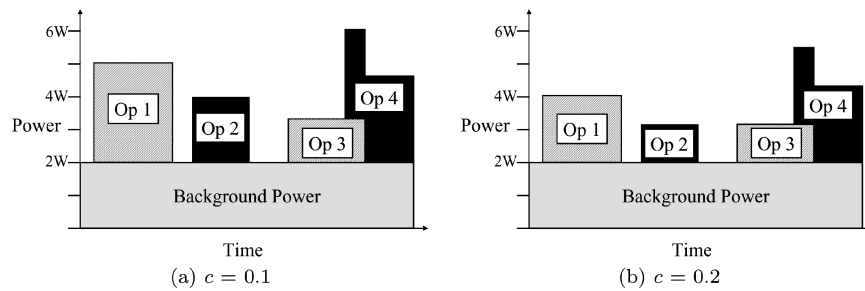 6W
4W
Power
2W
Op 1
Op 2
Op 3
Op 4
Background Power
Time
(a) c = 0.1
6W
4W
Power
2W
Op 1
Op 2
Op 3
Op 4
Background Power
Time
(b) c = 0.2